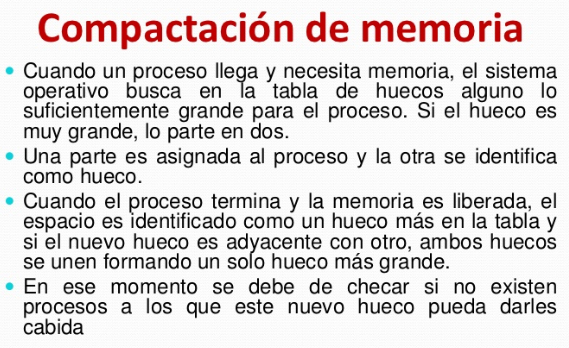 Compactación de memoria
• Cuando un proceso llega y necesita memoria, el sistema
operativo busca en la tabla de huecos alguno lo
suficientemente grande para el proceso. Si el hueco es
muy grande, lo parte en dos.
• Una parte es asignada al proceso y la otra se identifica
como hueco.
• Cuando el proceso termina y la memoria es liberada, el
espacio es identificado como un hueco más en la tabla y
si el nuevo hueco es adyacente con otro, ambos huecos
se unen formando un solo hueco más grande.
• En ese momento se debe de checar si no existen
procesos a los que este nuevo hueco pueda darles
cabida